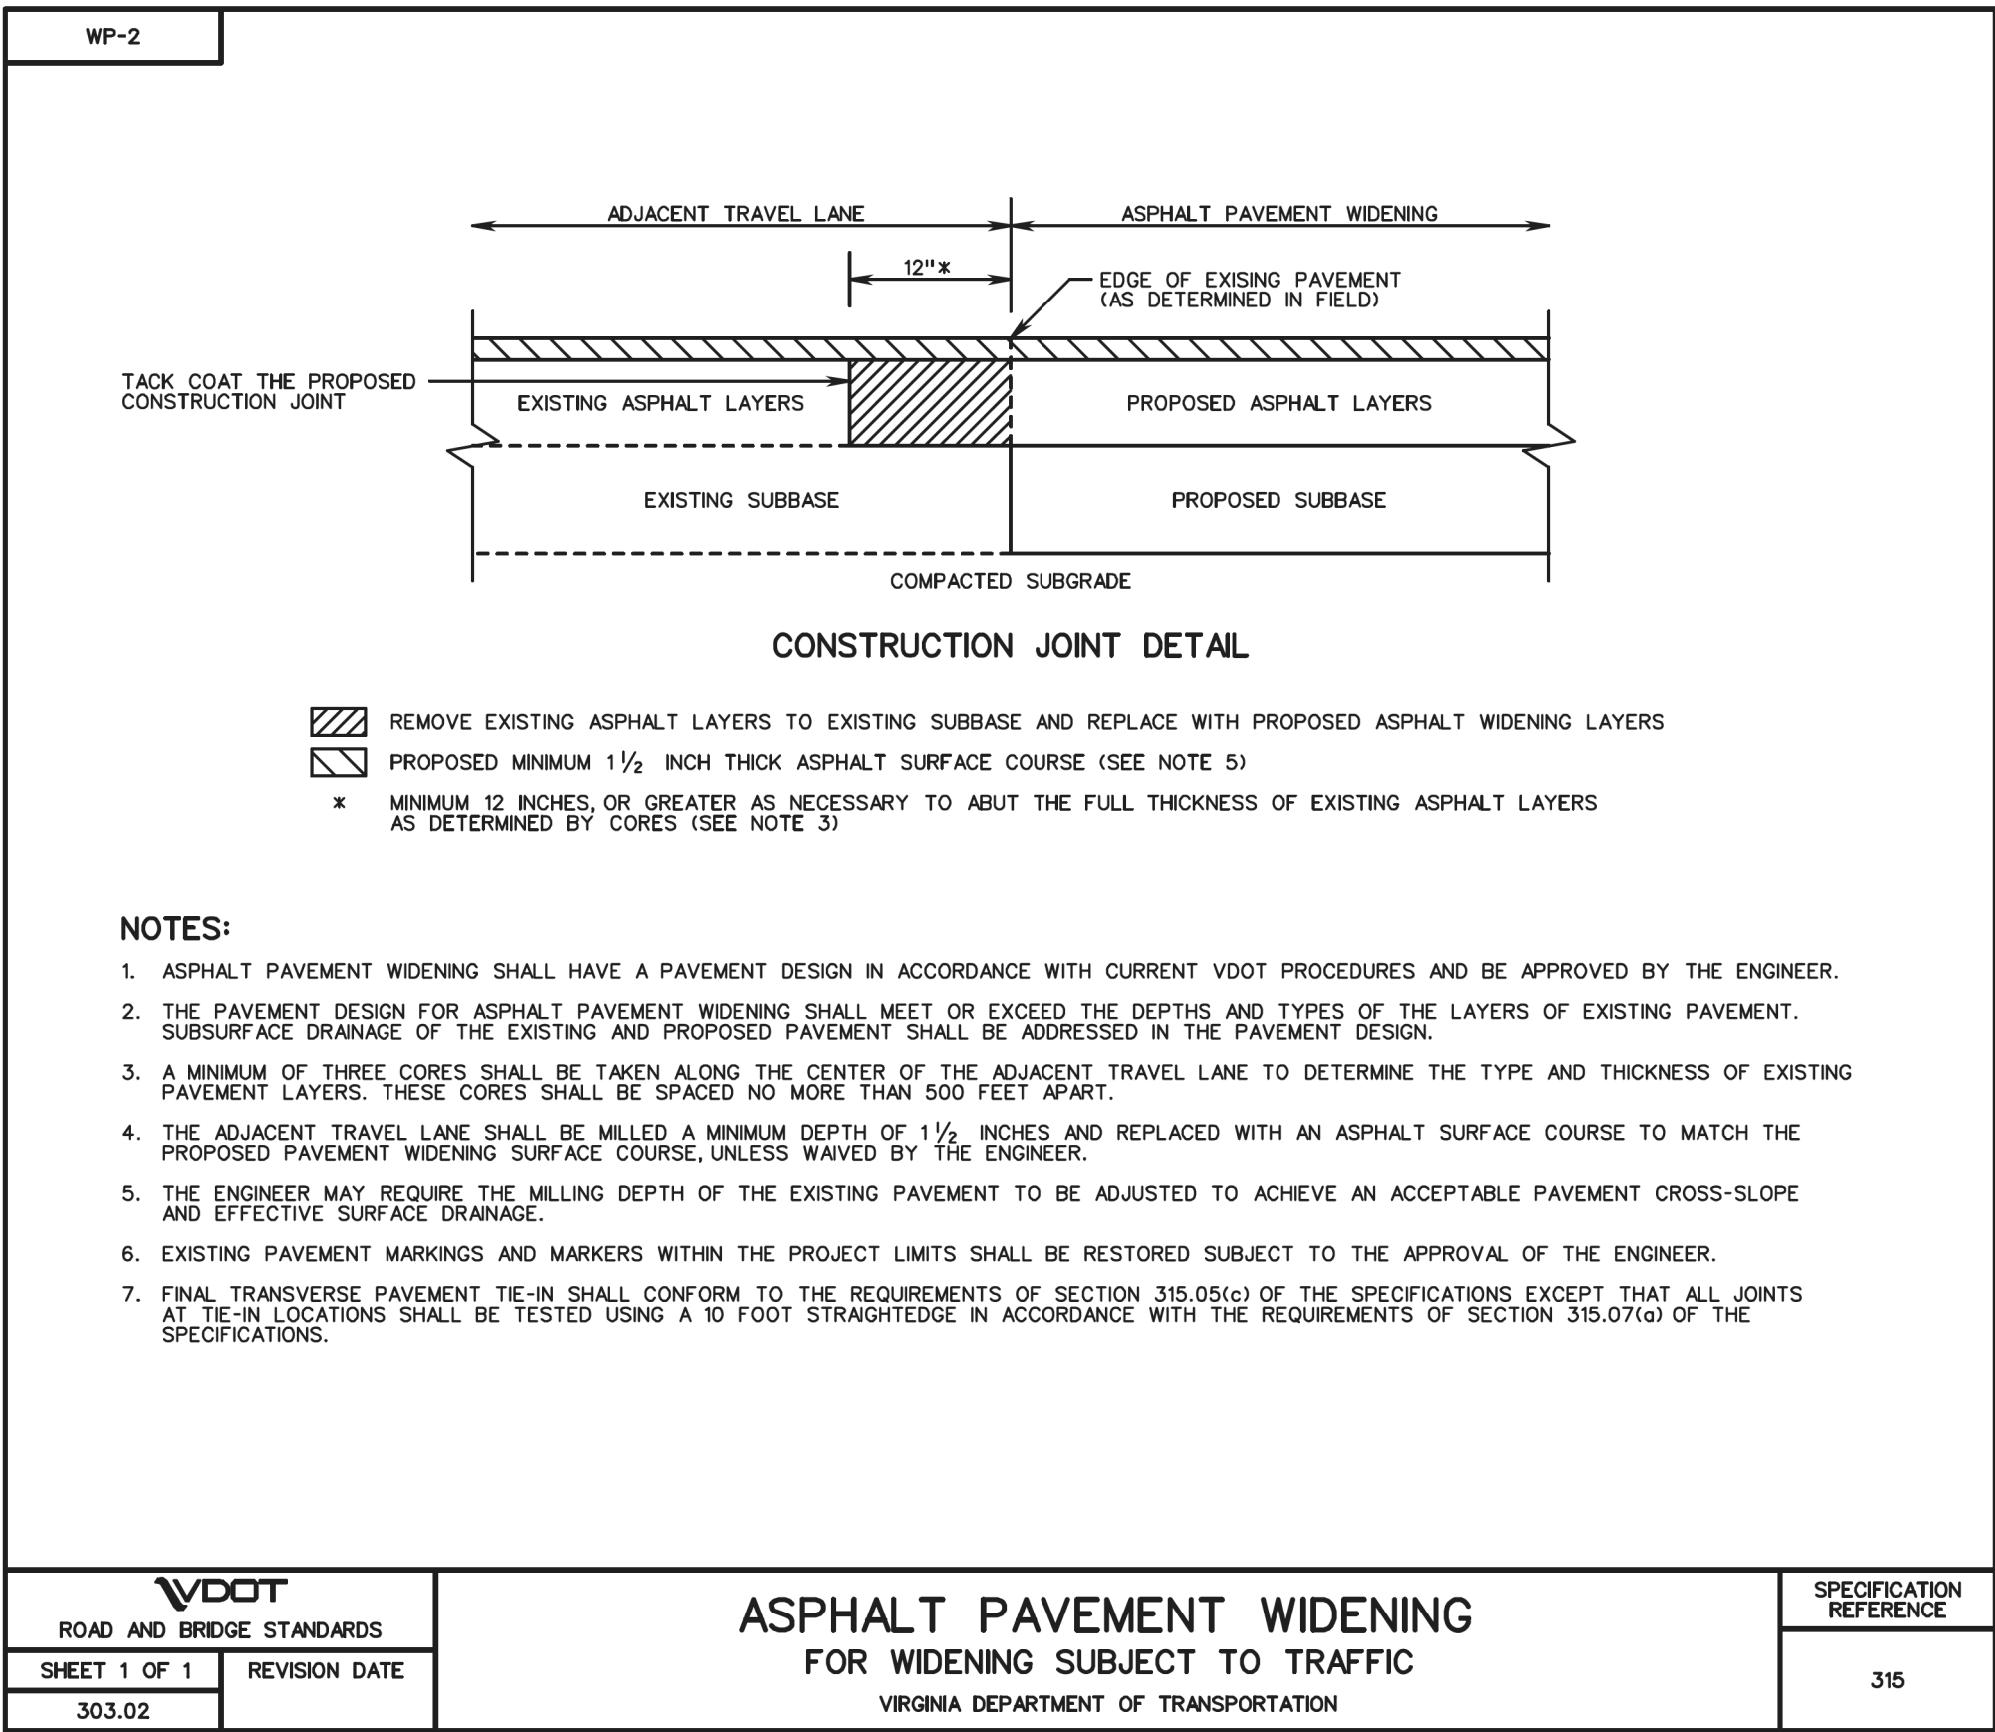 WP-2
ADJACENT TRAVEL LANE
ASPHALT PAVEMENT WIDENING
12"*
EDGE OF EXISING PAVEMENT
(AS DETERMINED IN FIELD)
TACK COAT THE PROPOSED
CONSTRUCTION JOINT
EXISTING ASPHALT LAYERS
PROPOSED ASPHALT LAYERS
EXISTING SUBBASE
PROPOSED SUBBASE
COMPACTED SUBGRADE
CONSTRUCTION JOINT DETAIL
REMOVE EXISTING ASPHALT LAYERS TO EXISTING SUBBASE AND REPLACE WITH PROPOSED ASPHALT WIDENING LAYERS
PROPOSED MINIMUM 1 1/2 INCH THICK ASPHALT SURFACE COURSE (SEE NOTE 5)
* MINIMUM 12 INCHES, OR GREATER AS NECESSARY TO ABUT THE FULL THICKNESS OF EXISTING ASPHALT LAYERS
AS DETERMINED BY CORES (SEE NOTE 3)
NOTES:
1. ASPHALT PAVEMENT WIDENING SHALL HAVE A PAVEMENT DESIGN IN ACCORDANCE WITH CURRENT VDOT PROCEDURES AND BE APPROVED BY THE ENGINEER.
2. THE PAVEMENT DESIGN FOR ASPHALT PAVEMENT WIDENING SHALL MEET OR EXCEED THE DEPTHS AND TYPES OF THE LAYERS OF EXISTING PAVEMENT.
SUBSURFACE DRAINAGE OF THE EXISTING AND PROPOSED PAVEMENT SHALL BE ADDRESSED IN THE PAVEMENT DESIGN.
3. A MINIMUM OF THREE CORES SHALL BE TAKEN ALONG THE CENTER OF THE ADJACENT TRAVEL LANE TO DETERMINE THE TYPE AND THICKNESS OF EXISTING
PAVEMENT LAYERS. THESE CORES SHALL BE SPACED NO MORE THAN 500 FEET APART.
4. THE ADJACENT TRAVEL LANE SHALL BE MILLED A MINIMUM DEPTH OF 1 1/2 INCHES AND REPLACED WITH AN ASPHALT SURFACE COURSE TO MATCH THE
PROPOSED PAVEMENT WIDENING SURFACE COURSE, UNLESS WAIVED BY THE ENGINEER.
5. THE ENGINEER MAY REQUIRE THE MILLING DEPTH OF THE EXISTING PAVEMENT TO BE ADJUSTED TO ACHIEVE AN ACCEPTABLE PAVEMENT CROSS-SLOPE
AND EFFECTIVE SURFACE DRAINAGE.
6. EXISTING PAVEMENT MARKINGS AND MARKERS WITHIN THE PROJECT LIMITS SHALL BE RESTORED SUBJECT TO THE APPROVAL OF THE ENGINEER.
7. FINAL TRANSVERSE PAVEMENT TIE-IN SHALL CONFORM TO THE REQUIREMENTS OF SECTION 315.05(c) OF THE SPECIFICATIONS EXCEPT THAT ALL JOINTS
AT TIE-IN LOCATIONS SHALL BE TESTED USING A 10 FOOT STRAIGHTEDGE IN ACCORDANCE WITH THE REQUIREMENTS OF SECTION 315.07(a) OF THE
SPECIFICATIONS.
VDOT
ROAD AND BRIDGE STANDARDS
SHEET 1 OF 1
REVISION DATE
303.02
ASPHALT PAVEMENT WIDENING
FOR WIDENING SUBJECT TO TRAFFIC
VIRGINIA DEPARTMENT OF TRANSPORTATION
SPECIFICATION
REFERENCE
315